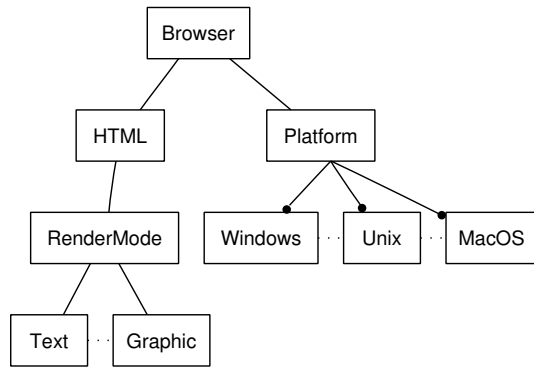 Browser
HTML
Platform
RenderMode
Windows
Unix
MacOS
Text
Graphic